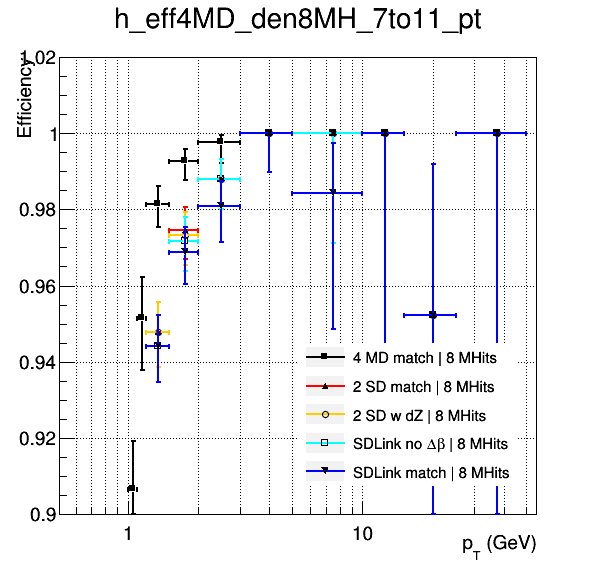 h_eff4MD_den8MH_7to11_pt
Efficiency
1.02
1
0.98
0.96
0.94
0.92
0.9
4 MD match | 8 MHits
2 SD match | 8 MHits
2 SD w dZ | 8 MHits
SDLink no Δβ | 8 MHits
SDLink match | 8 MHits
1 10
p_T (GeV)